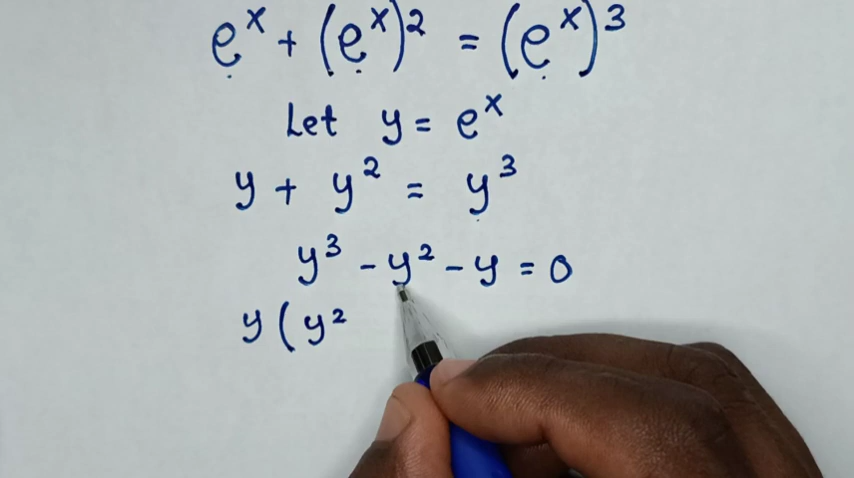 e^x + (e^x)^2 = (e^x)^3
Let y = e^x
y + y^2 = y^3
y^3 - y^2 - y = 0
y (y^2